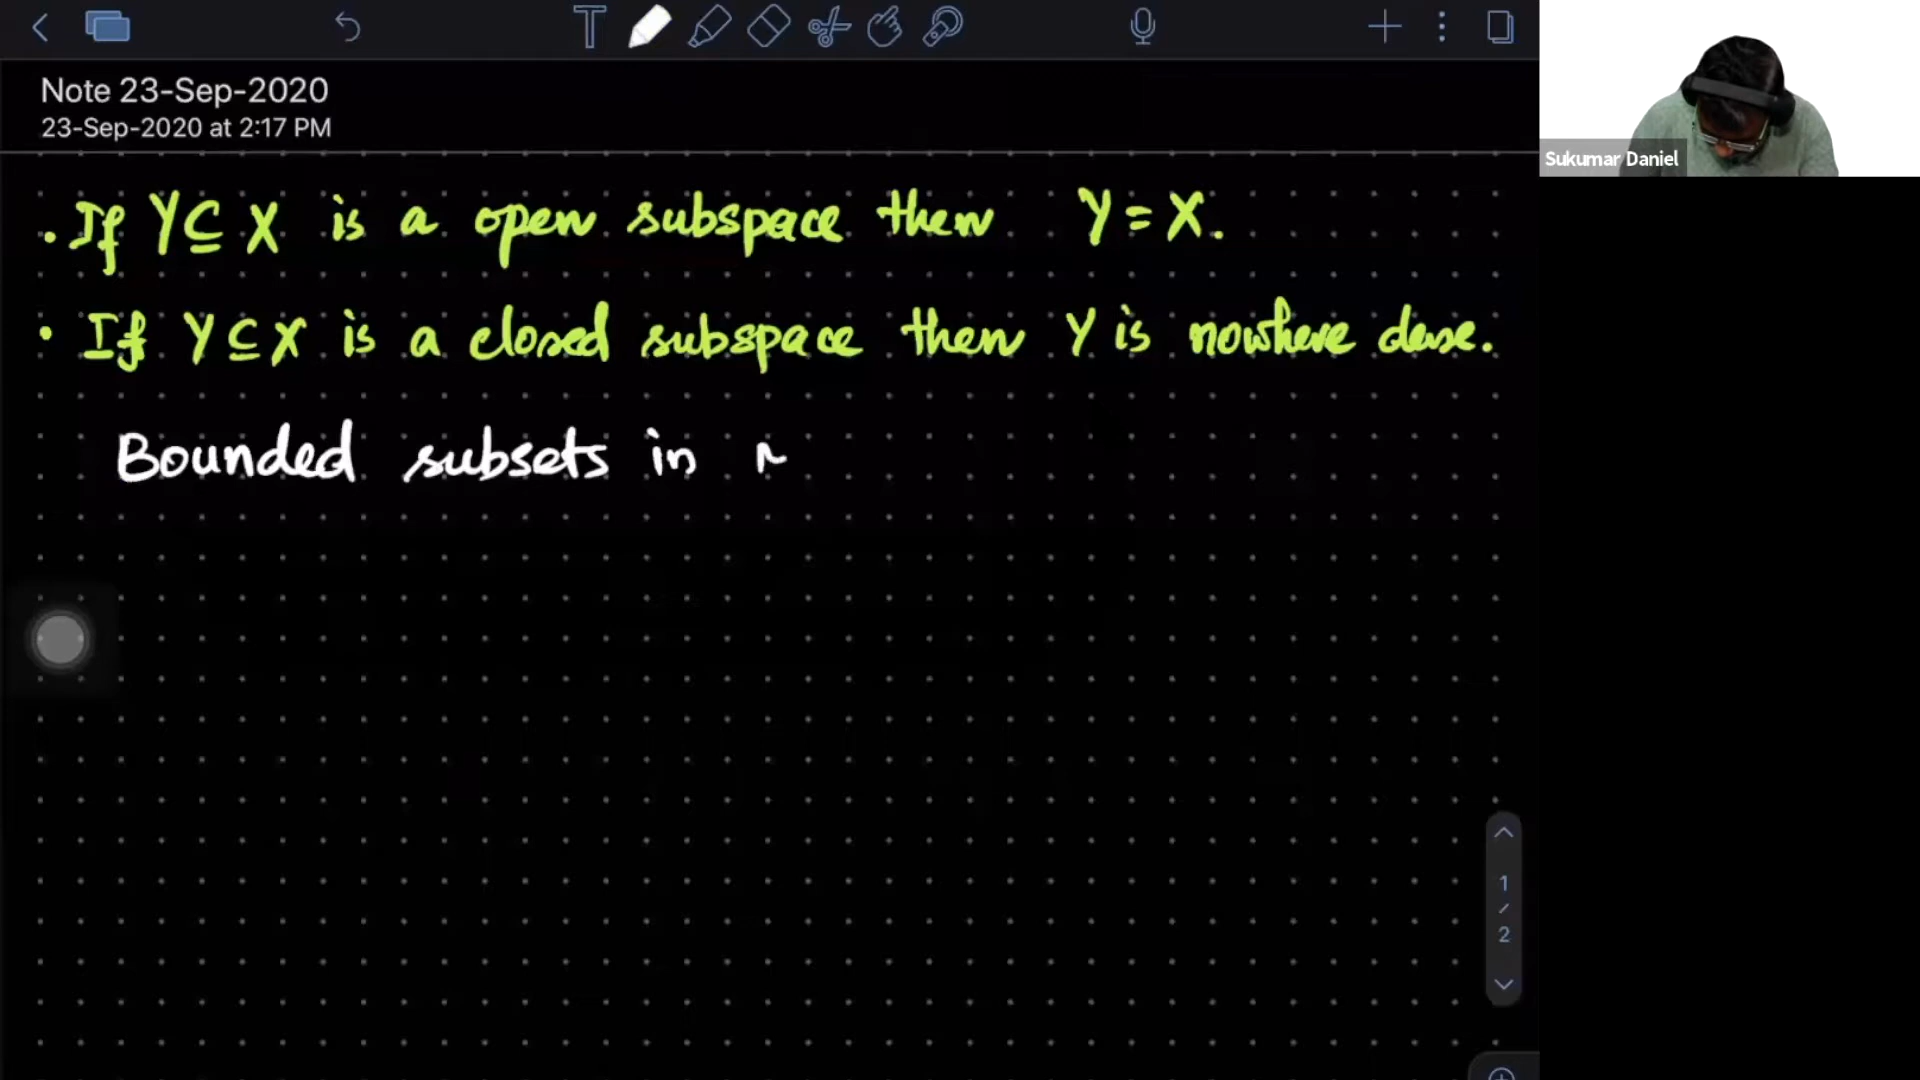 Note 23-Sep-2020
23-Sep-2020 at 2:17 PM
Sukumar Daniel
. If Y ⊆ X is a open subspace then Y = X.
• If Y ⊆ X is a closed subspace then Y is nowhere dense.
Bounded subsets in
1
/
2